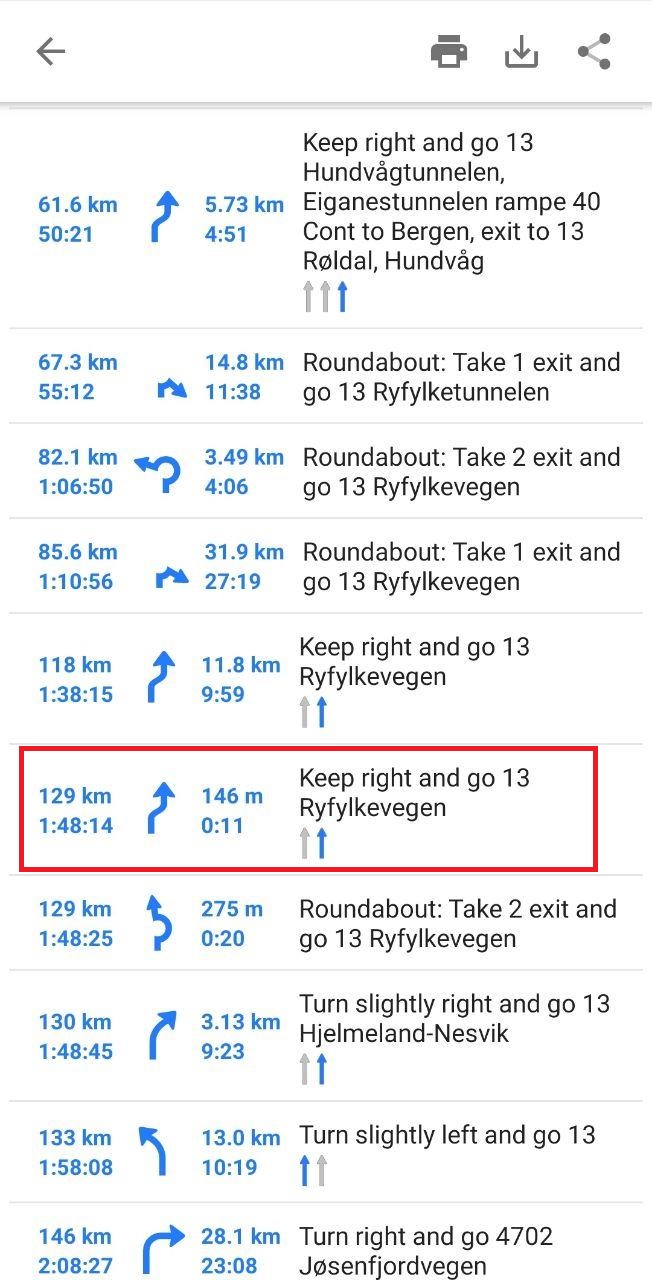 Keep right and go 13
Hundvågtunnelen,
61.6 km 5.73 km Eiganestunnelen rampe 40
50:21 4:51 Cont to Bergen, exit to 13
Røldal, Hundvåg
67.3 km 14.8 km Roundabout: Take 1 exit and
55:12 11:38 go 13 Ryfylketunnelen
82.1 km 3.49 km Roundabout: Take 2 exit and
1:06:50 4:06 go 13 Ryfylkevegen
85.6 km 31.9 km Roundabout: Take 1 exit and
1:10:56 27:19 go 13 Ryfylkevegen
118 km 11.8 km Keep right and go 13
1:38:15 9:59 Ryfylkevegen
129 km 146 m Keep right and go 13
1:48:14 0:11 Ryfylkevegen
129 km 275 m Roundabout: Take 2 exit and
1:48:25 0:20 go 13 Ryfylkevegen
130 km 3.13 km Turn slightly right and go 13
1:48:45 9:23 Hjelmeland-Nesvik
133 km 13.0 km Turn slightly left and go 13
1:58:08 10:19
146 km 28.1 km Turn right and go 4702
2:08:27 23:08 Jøsenfjordvegen